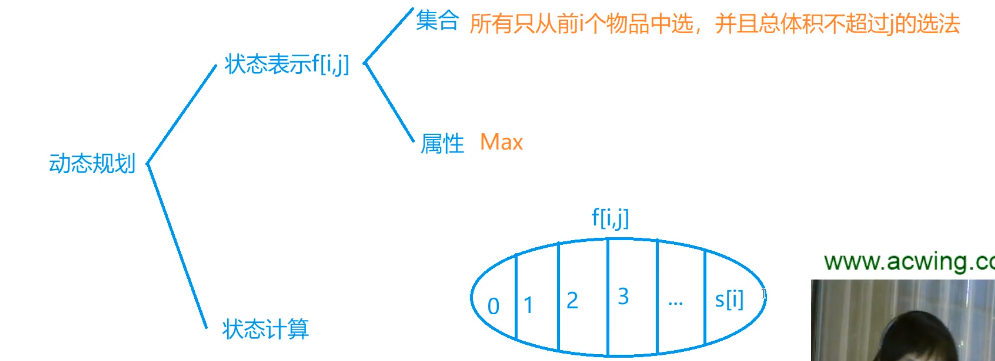 集合 所有只从前i个物品中选，并且总体积不超过j的选法
状态表示f[i,j]
属性 Max
动态规划
f[i,j]
www.acwing.co
0 1 2 3 ... s[i]
状态计算